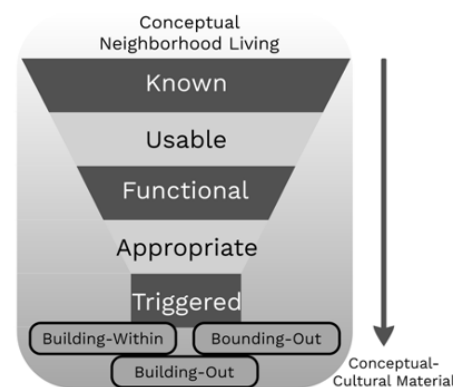 Conceptual
Neighborhood Living
Known
Usable
Functional
Appropriate
Triggered
Building-Within
Bounding-Out
Building-Out
Conceptual-
Cultural Material